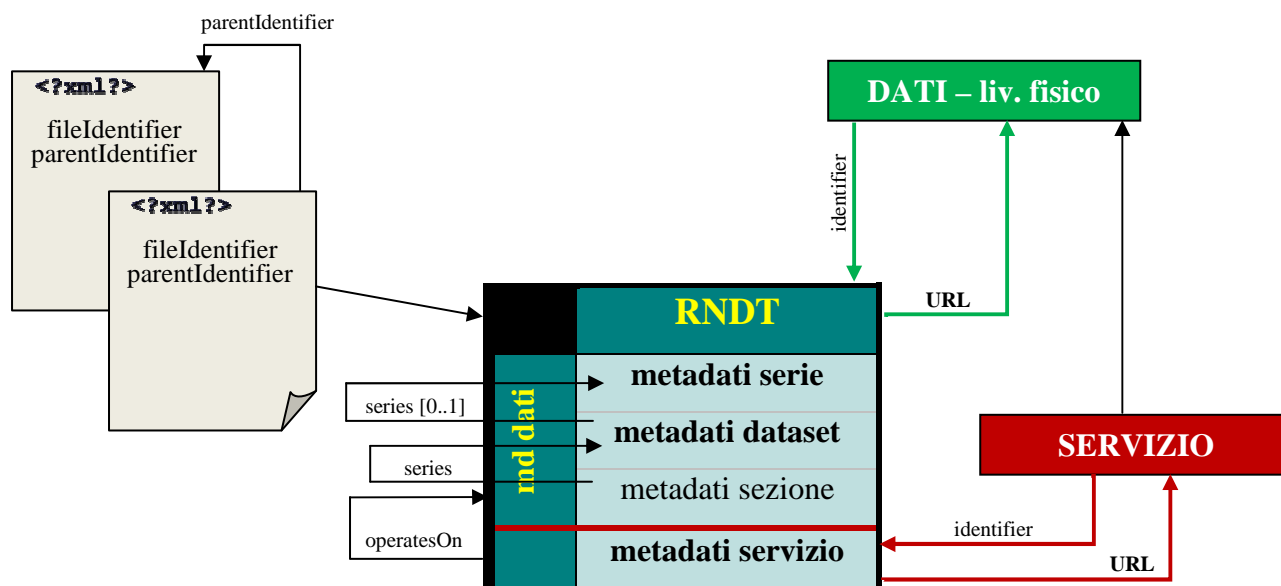 parentIdentifier
<?xml?>
fileIdentifier
parentIdentifier
<?xml?>
fileIdentifier
parentIdentifier
DATI – liv. fisico
identifier
URL
RNDT
md dati
metadati serie
series [0..1]
metadati dataset
series
metadati sezione
operatesOn
metadati servizio
SERVIZIO
identifier
URL